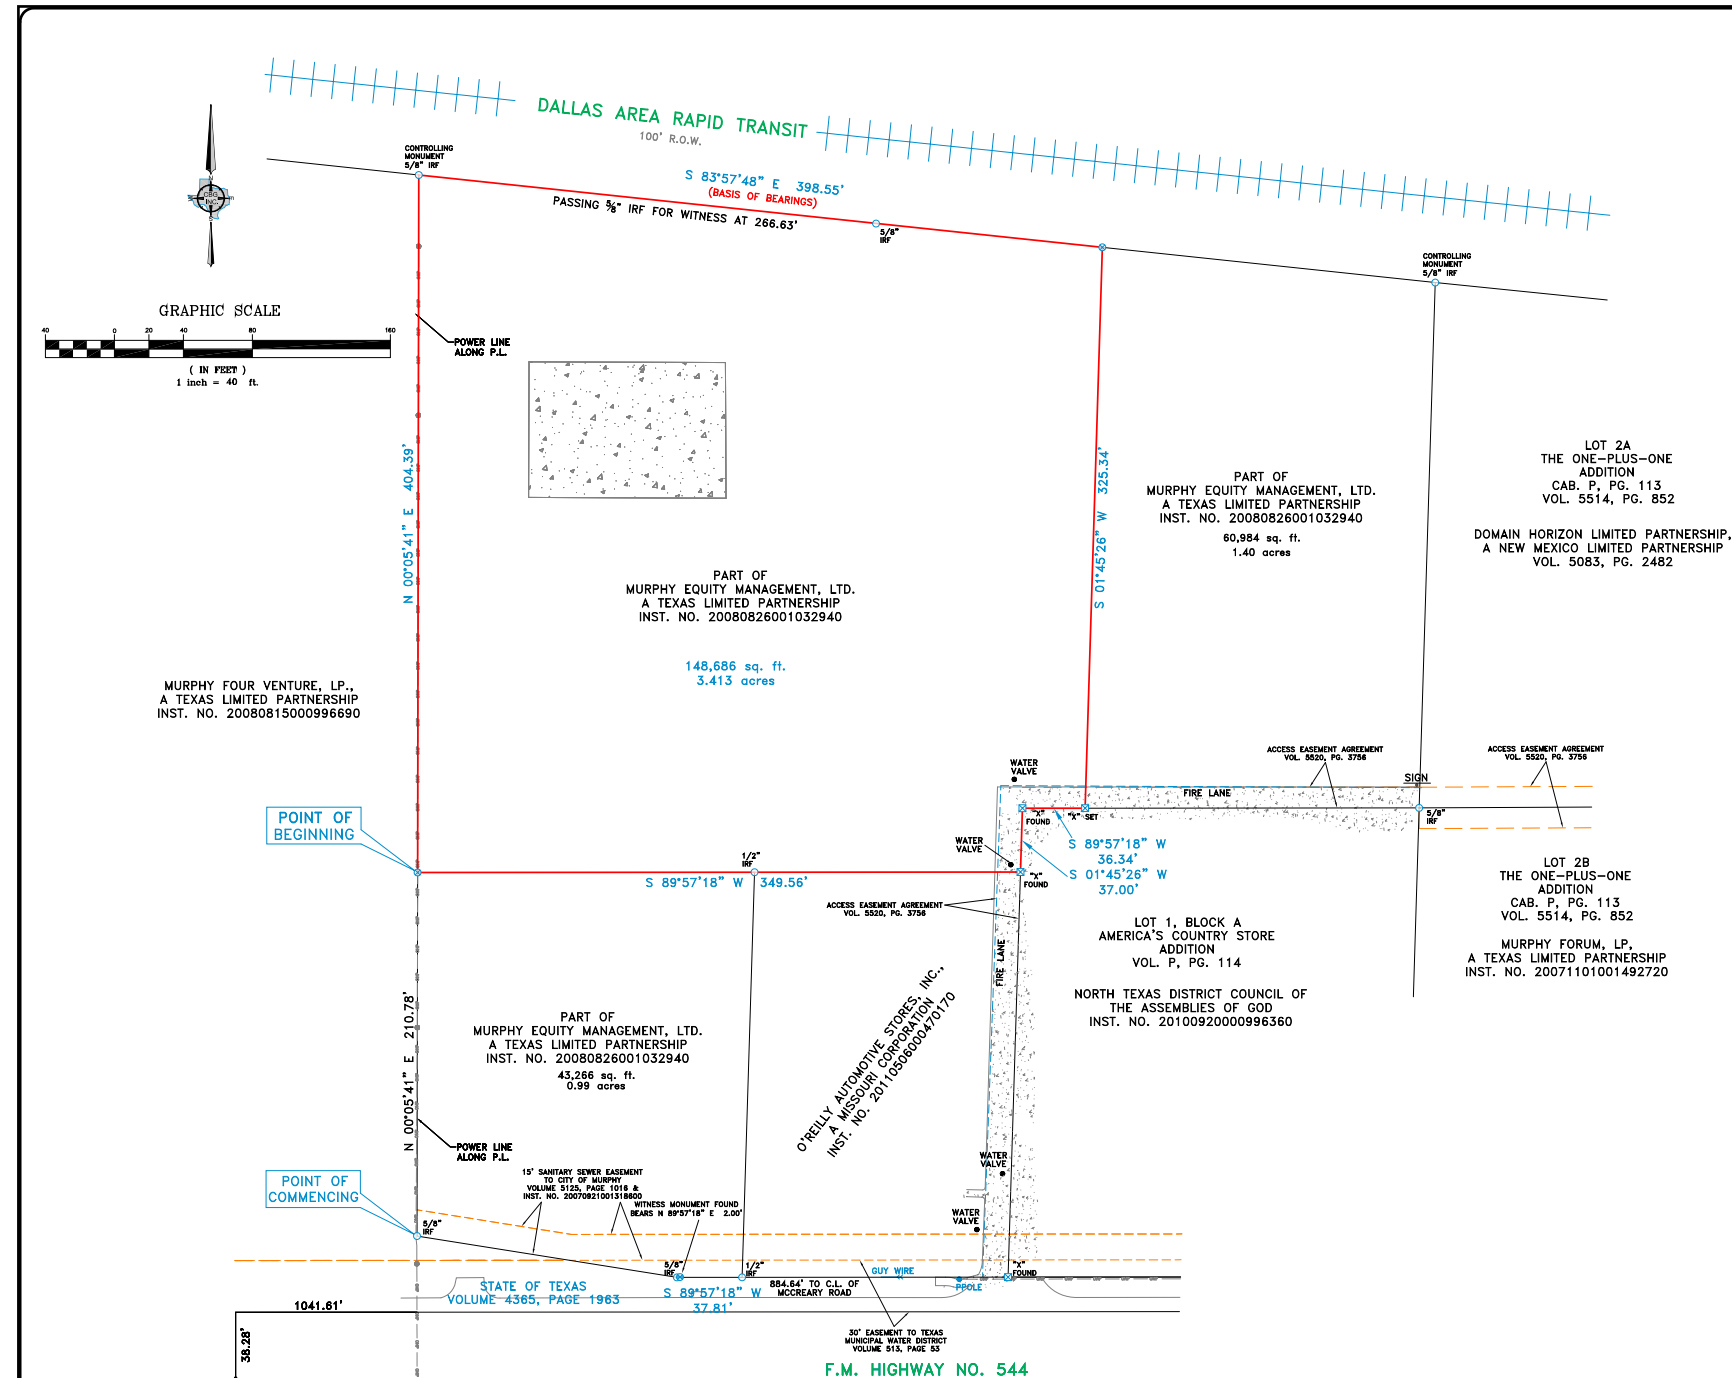 DALLAS AREA RAPID TRANSIT
100' R.O.W.
CONTROLLING
MONUMENT
5/8" IRF
S 83°57'48" E 398.55'
(BASIS OF BEARINGS)
PASSING ⅝" IRF FOR WITNESS AT 266.63'
5/8"
IRF
N
CBG
INC.
S
CONTROLLING
MONUMENT
5/8" IRF
GRAPHIC SCALE
40 0 20 40 80 160
( IN FEET )
1 inch = 40 ft.
POWER LINE
ALONG P.L.
N 00°05'41" E 404.39'
S 01°45'26" W 325.34'
PART OF
MURPHY EQUITY MANAGEMENT, LTD.
A TEXAS LIMITED PARTNERSHIP
INST. NO. 20080826001032940
60,984 sq. ft.
1.40 acres
LOT 2A
THE ONE-PLUS-ONE
ADDITION
CAB. P, PG. 113
VOL. 5514, PG. 852
DOMAIN HORIZON LIMITED PARTNERSHIP,
A NEW MEXICO LIMITED PARTNERSHIP
VOL. 5083, PG. 2482
PART OF
MURPHY EQUITY MANAGEMENT, LTD.
A TEXAS LIMITED PARTNERSHIP
INST. NO. 20080826001032940
148,686 sq. ft.
3.413 acres
MURPHY FOUR VENTURE, LP.,
A TEXAS LIMITED PARTNERSHIP
INST. NO. 20080815000996690
ACCESS EASEMENT AGREEMENT
VOL. 5520, PG. 3756
ACCESS EASEMENT AGREEMENT
VOL. 5520, PG. 3756
WATER
VALVE
SIGN
FIRE LANE
POINT OF
BEGINNING
"X"
FOUND
"X" SET
5/8"
IRF
S 89°57'18" W
36.34'
S 01°45'26" W
37.00'
WATER
VALVE
1/2"
IRF
"X"
FOUND
S 89°57'18" W 349.56'
ACCESS EASEMENT AGREEMENT
VOL. 5520, PG. 3756
FIRE LANE
LOT 1, BLOCK A
AMERICA'S COUNTRY STORE
ADDITION
VOL. P, PG. 114
NORTH TEXAS DISTRICT COUNCIL OF
THE ASSEMBLIES OF GOD
INST. NO. 20100920000996360
LOT 2B
THE ONE-PLUS-ONE
ADDITION
CAB. P, PG. 113
VOL. 5514, PG. 852
MURPHY FORUM, LP,
A TEXAS LIMITED PARTNERSHIP
INST. NO. 20071101001492720
N 00°05'41" E 210.78'
PART OF
MURPHY EQUITY MANAGEMENT, LTD.
A TEXAS LIMITED PARTNERSHIP
INST. NO. 20080826001032940
43,266 sq. ft.
0.99 acres
O'REILLY AUTOMOTIVE STORES, INC.,
A MISSOURI CORPORATION
INST. NO. 20110506000470170
POWER LINE
ALONG P.L.
POINT OF
COMMENCING
15' SANITARY SEWER EASEMENT
TO CITY OF MURPHY
VOLUME 5125, PAGE 1016 &
INST. NO. 20070921001318600
WITNESS MONUMENT FOUND
BEARS N 89°57'18" E 2.00'
WATER
VALVE
WATER
VALVE
5/8"
IRF
5/8"
IRF
1/2"
IRF
"X"
FOUND
GUY WIRE
PPOLE
STATE OF TEXAS
VOLUME 4365, PAGE 1963
S 89°57'18" W
37.81'
884.64' TO C.L. OF
MCCREARY ROAD
1041.61'
38.28'
30' EASEMENT TO TEXAS
MUNICIPAL WATER DISTRICT
VOLUME 513, PAGE 53
F.M. HIGHWAY NO. 544